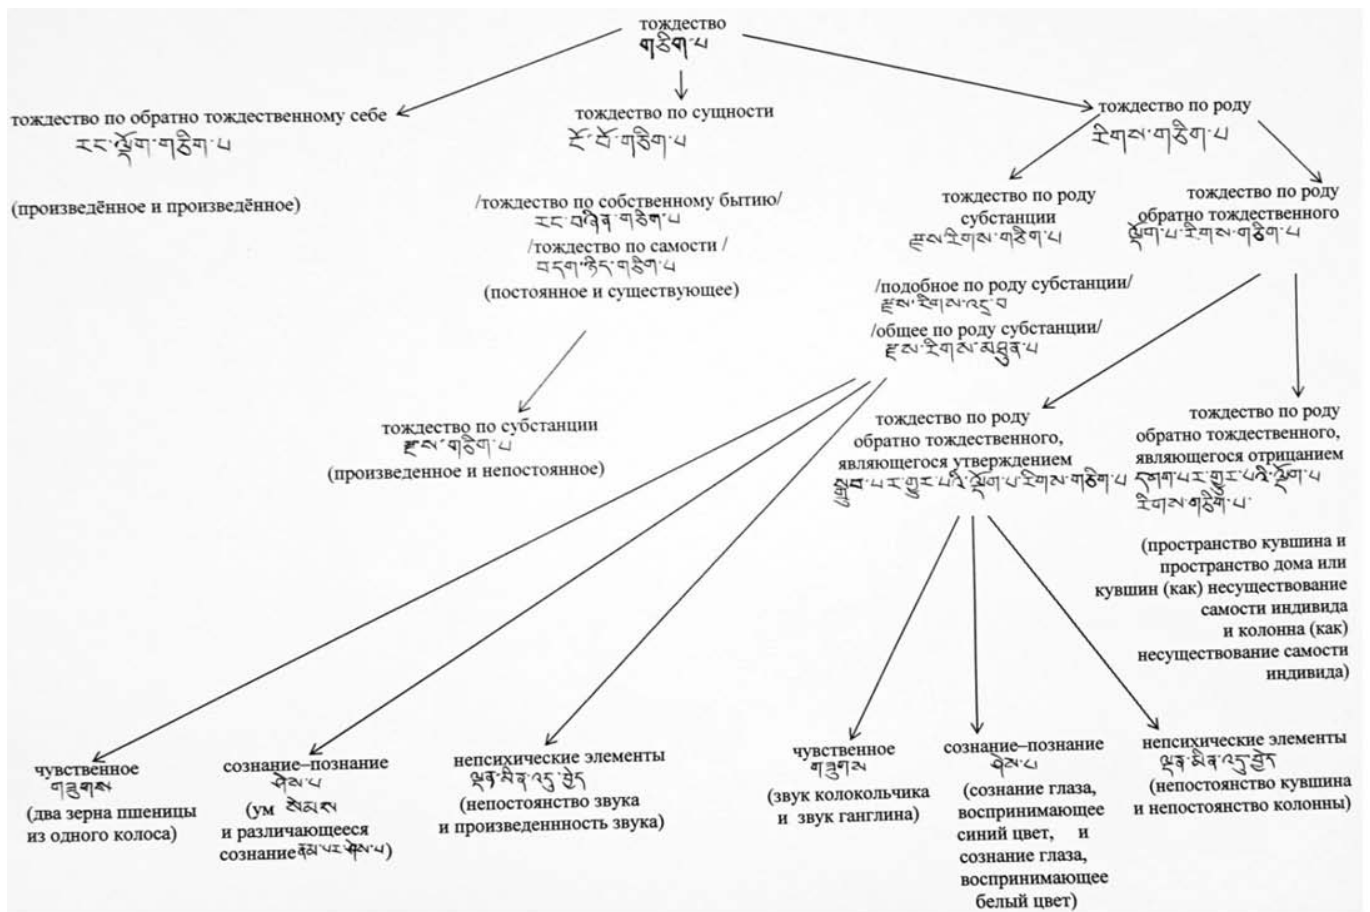 тождество
གཅིག་པ
тождество по обратно тождественному себе
རང་ལྡོག་གཅིག་པ
(произведённое и произведённое)
тождество по сущности
ངོ་བོ་གཅིག་པ
/тождество по собственному бытию/
རང་བཞིན་གཅིག་པ
/тождество по самости /
བདག་ཉིད་གཅིག་པ
(постоянное и существующее)
тождество по субстанции
རྫས་གཅིག་པ
(произведенное и непостоянное)
тождество по роду
རིགས་གཅིག་པ
тождество по роду
субстанции
རྫས་རིགས་གཅིག་པ
/подобное по роду субстанции/
རྫས་རིགས་འདྲ་བ
/общее по роду субстанции/
རྫས་རིགས་མཐུན་པ
тождество по роду
обратно тождественного
ལྡོག་པ་རིགས་གཅིག་པ
тождество по роду
обратно тождественного,
являющегося утверждением
སྒྲུབ་པར་གྱུར་པའི་ལྡོག་པ་རིགས་གཅིག་པ
тождество по роду
обратно тождественного,
являющегося отрицанием
དགག་པར་གྱུར་པའི་ལྡོག་པ
རིགས་གཅིག་པ་
(пространство кувшина и
пространство дома или
кувшин (как) несуществование
самости индивида
и колонна (как)
несуществование самости
индивида)
чувственное
གཟུགས
(два зерна пшеницы
из одного колоса)
сознание–познание
ཤེས་པ
(ум སེམས
и различающееся
сознание རྣམ་པར་ཤེས་པ)
непсихические элементы
ལྡན་མིན་འདུ་བྱེད
(непостоянство звука
и произведеннность звука)
чувственное
གཟུགས
(звук колокольчика
и звук ганглина)
сознание–познание
ཤེས་པ
(сознание глаза,
воспринимающее
синий цвет, и
сознание глаза,
воспринимающее
белый цвет)
непсихические элементы
ལྡན་མིན་འདུ་བྱེད
(непостоянство кувшина
и непостоянство колонны)